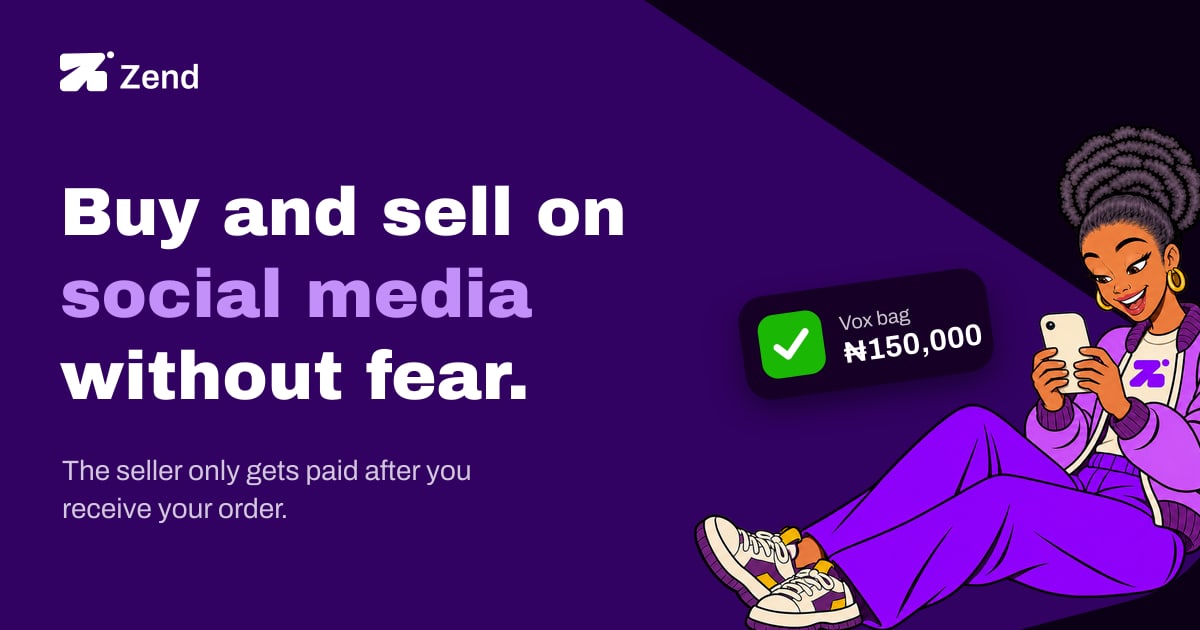 Zend
Buy and sell on
social media
without fear.
The seller only gets paid after you
receive your order.
Vox bag
₦150,000